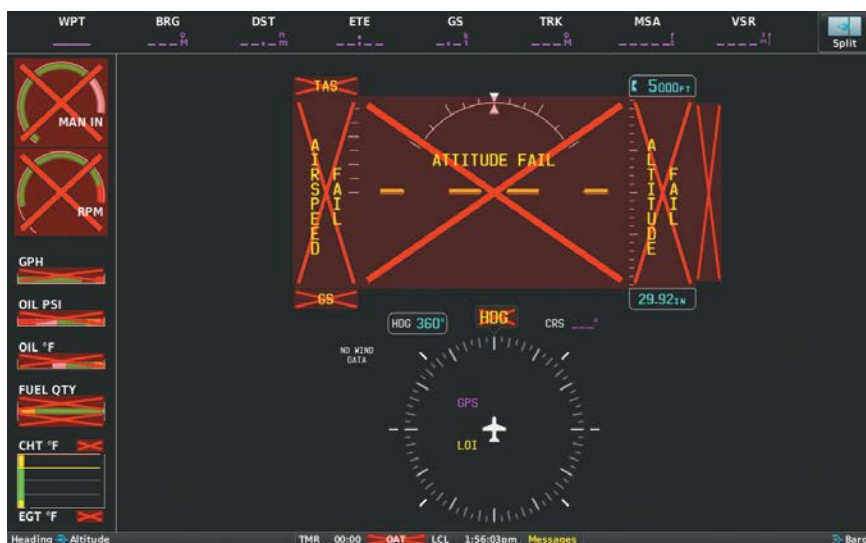 WPT BRG DST ETE GS TRK MSA VSR
Split
TAS
5000FT
MAN IN
ATTITUDE FAIL
AIRSPEED FAIL
ALTITUDE FAIL
RPM
GPH
GS
29.92IN
OIL PSI
HDG 360°
HDG
CRS ___°
OIL °F
NO WIND
DATA
FUEL QTY
GPS
CHT °F
LOI
EGT °F
Heading Altitude TMR 00:00 OAT LCL 1:56:03pm Messages Baro